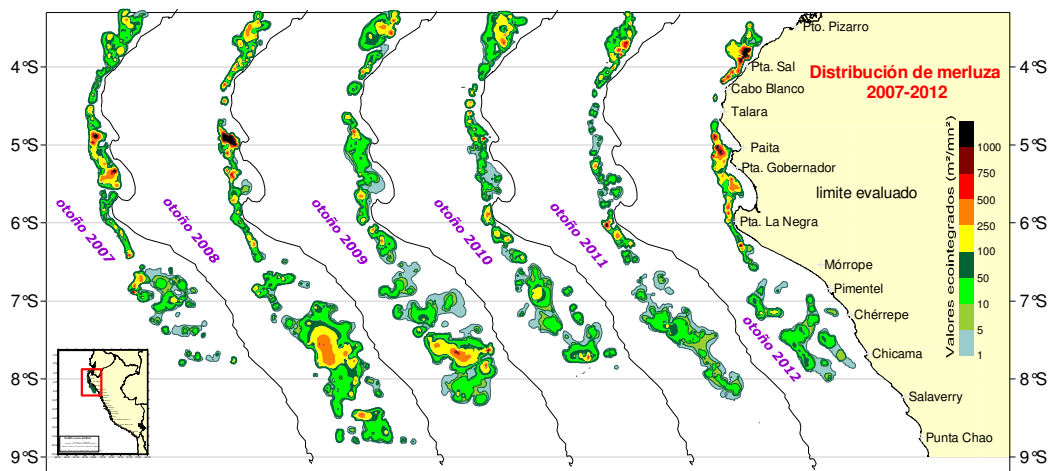 Distribución de merluza
2007-2012
Pto. Pizarro
Pta. Sal
Cabo Blanco
Talara
Paita
Pta. Gobernador
limite evaluado
Pta. La Negra
Mórrope
Pimentel
Chérrepe
Chicama
Salaverry
Punta Chao
4°S
5°S
6°S
7°S
8°S
9°S
4°S
5°S
6°S
7°S
8°S
9°S
otoño 2007
otoño 2008
otoño 2009
otoño 2010
otoño 2011
otoño 2012
Valores ecointegrados (m²/mn²)
1000
750
500
250
100
50
10
5
1